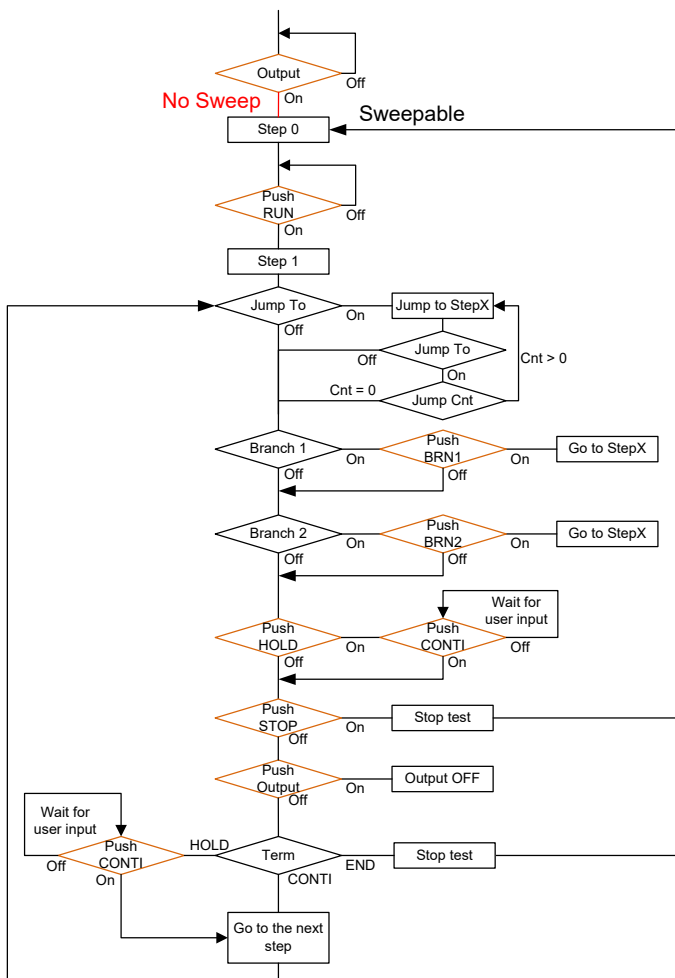 Output
Off
On
No Sweep
Sweepable
Step 0
Push
RUN
Off
On
Step 1
Jump To
On
Jump to StepX
Off
Off
Jump To
Cnt > 0
On
Cnt = 0
Jump Cnt
Branch 1
On
Push
BRN1
On
Go to StepX
Off
Off
Branch 2
On
Push
BRN2
On
Go to StepX
Off
Off
Wait for
user input
Push
HOLD
On
Push
CONTI
Off
Off
On
Push
STOP
On
Stop test
Off
Push
Output
On
Output OFF
Off
Wait for
user input
Push
CONTI
Off
On
HOLD
Term
END
Stop test
CONTI
Go to the next
step